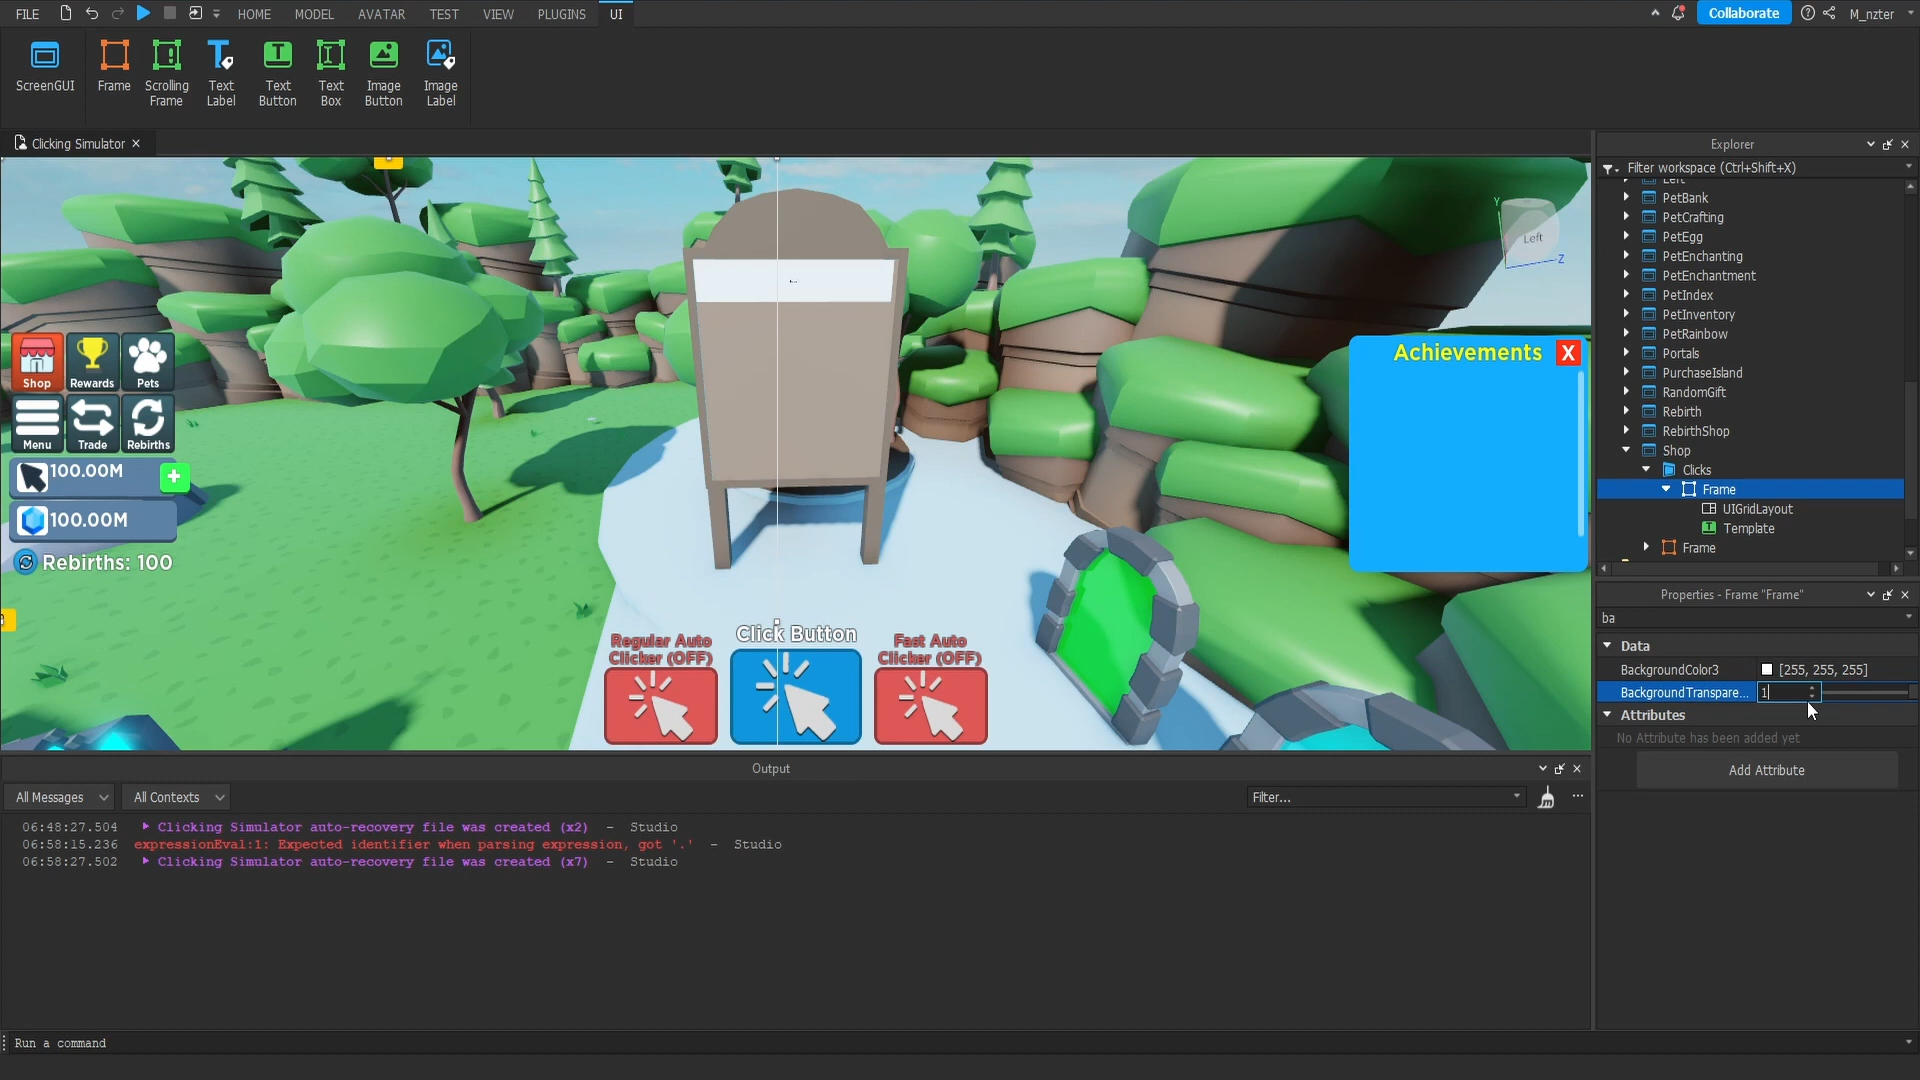 FILE HOME MODEL AVATAR TEST VIEW PLUGINS UI Collaborate M_nzter
ScreenGUI
Frame
Scrolling Frame
Text Label
Text Button
Text Box
Image Button
Image Label
Clicking Simulator
Shop Rewards Pets
Menu Trade Rebirths
100.00M
+
100.00M
Rebirths: 100
Achievements X
Y
Left
Z
Click Button
Regular Auto
Clicker (OFF)
Fast Auto
Clicker (OFF)
Explorer
Filter workspace (Ctrl+Shift+X)
Left
PetBank
PetCrafting
PetEgg
PetEnchanting
PetEnchantment
PetIndex
PetInventory
PetRainbow
Portals
PurchaseIsland
RandomGift
Rebirth
RebirthShop
Shop
Clicks
Frame
UIGridLayout
Template
Frame
Properties - Frame "Frame"
ba
Data
BackgroundColor3 [255, 255, 255]
BackgroundTranspare... 1
Attributes
No Attribute has been added yet
Add Attribute
Output
All Messages All Contexts Filter...
06:48:27.504 Clicking Simulator auto-recovery file was created (x2) - Studio
06:58:15.236 expressionEval:1: Expected identifier when parsing expression, got '.' - Studio
06:58:27.502 Clicking Simulator auto-recovery file was created (x7) - Studio
Run a command